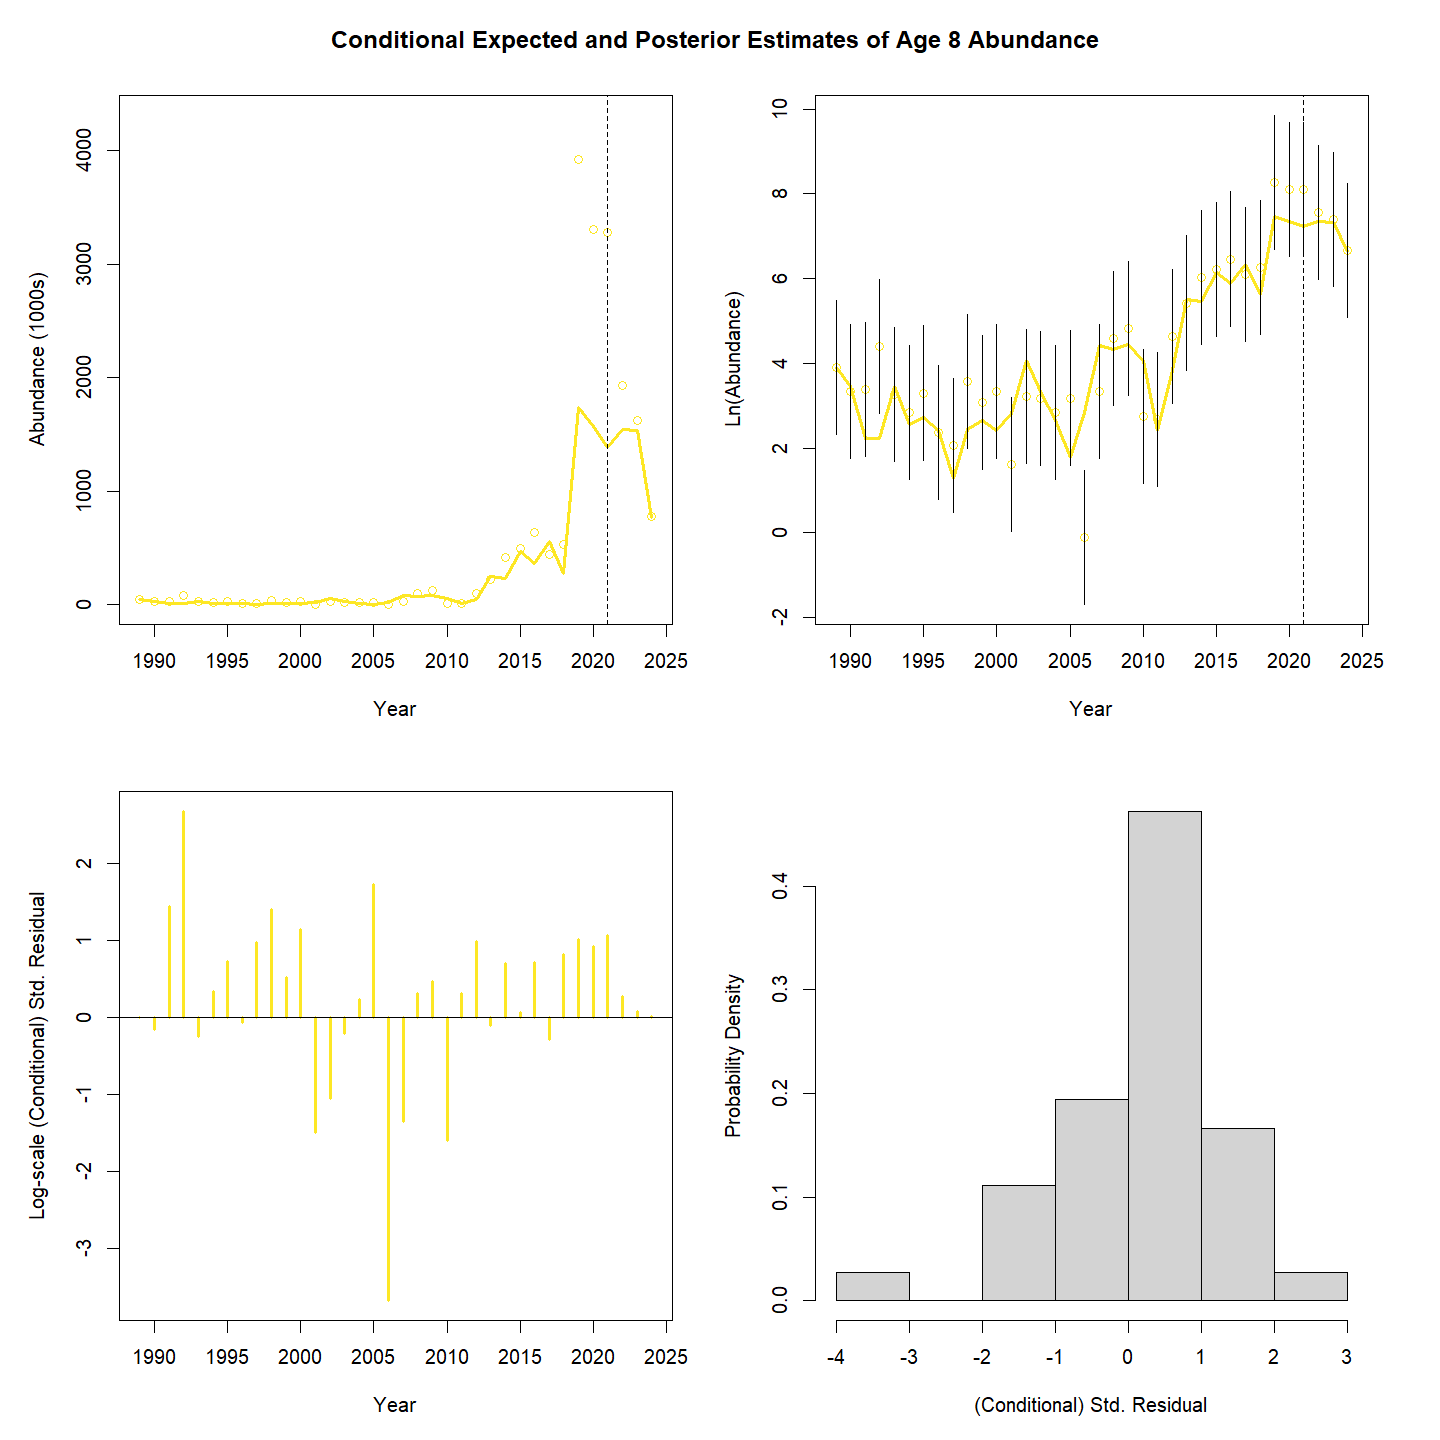 Conditional Expected and Posterior Estimates of Age 8 Abundance
Abundance (1000s)
0 1000 2000 3000 4000
1990 1995 2000 2005 2010 2015 2020 2025
Year
Ln(Abundance)
-2 0 2 4 6 8 10
1990 1995 2000 2005 2010 2015 2020 2025
Year
Log-scale (Conditional) Std. Residual
-3 -2 -1 0 1 2
1990 1995 2000 2005 2010 2015 2020 2025
Year
Probability Density
0.0 0.1 0.2 0.3 0.4
-4 -3 -2 -1 0 1 2 3
(Conditional) Std. Residual